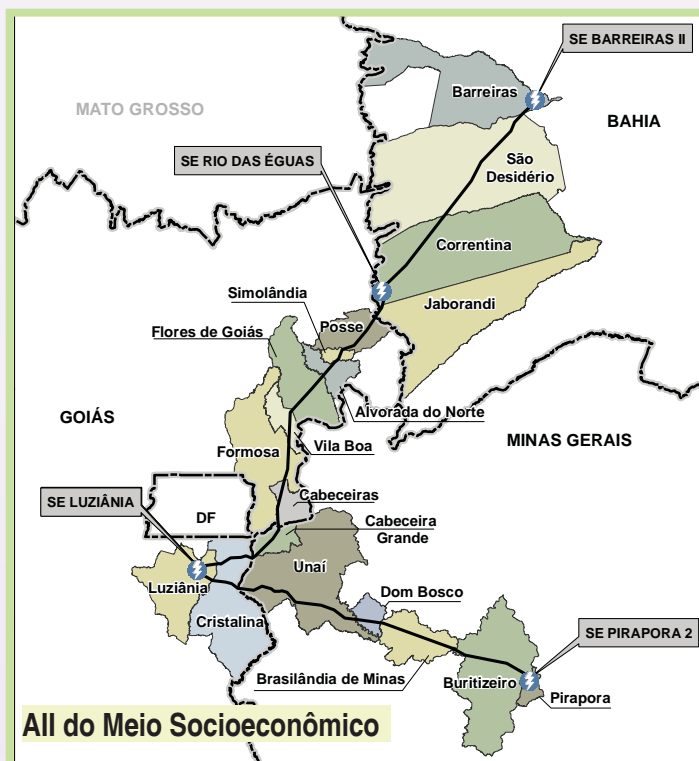 SE BARREIRAS II
Barreiras
MATO GROSSO
BAHIA
SE RIO DAS ÉGUAS
São
Desidério
Correntina
Simolândia
Jaborandi
Posse
Flores de Goiás
GOIÁS
Alvorada do Norte
MINAS GERAIS
Vila Boa
Formosa
SE LUZIÂNIA
Cabeceiras
DF
Cabeceira
Grande
Unaí
Luziânia
Dom Bosco
Cristalina
SE PIRAPORA 2
Brasilândia de Minas
Buritizeiro
Pirapora
AII do Meio Socioeconômico